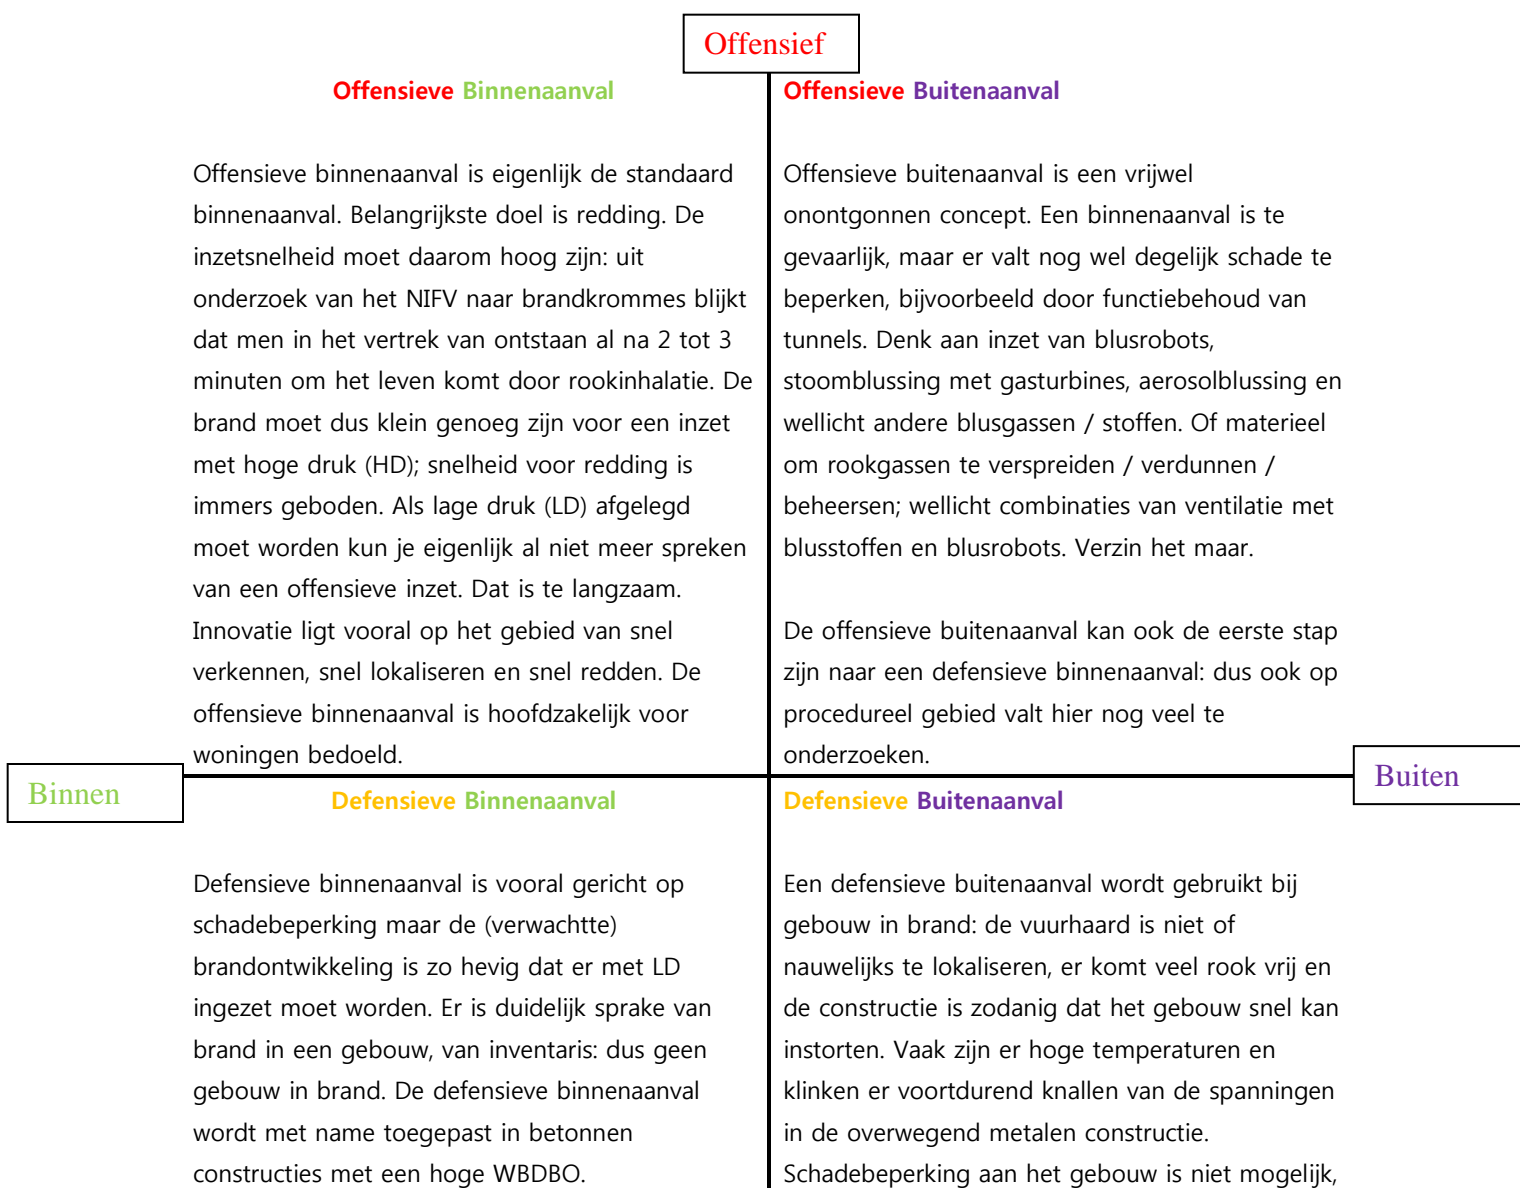 Offensief
Offensieve Binnenaanval
Offensieve binnenaanval is eigenlijk de standaard
binnenaanval. Belangrijkste doel is redding. De
inzetsnelheid moet daarom hoog zijn: uit
onderzoek van het NIFV naar brandkrommes blijkt
dat men in het vertrek van ontstaan al na 2 tot 3
minuten om het leven komt door rookinhalatie. De
brand moet dus klein genoeg zijn voor een inzet
met hoge druk (HD); snelheid voor redding is
immers geboden. Als lage druk (LD) afgelegd
moet worden kun je eigenlijk al niet meer spreken
van een offensieve inzet. Dat is te langzaam.
Innovatie ligt vooral op het gebied van snel
verkennen, snel lokaliseren en snel redden. De
offensieve binnenaanval is hoofdzakelijk voor
woningen bedoeld.
Offensieve Buitenaanval
Offensieve buitenaanval is een vrijwel
onontgonnen concept. Een binnenaanval is te
gevaarlijk, maar er valt nog wel degelijk schade te
beperken, bijvoorbeeld door functiebehoud van
tunnels. Denk aan inzet van blusrobots,
stoomblussing met gasturbines, aerosolblussing en
wellicht andere blusgassen / stoffen. Of materieel
om rookgassen te verspreiden / verdunnen /
beheersen; wellicht combinaties van ventilatie met
blusstoffen en blusrobots. Verzin het maar.
De offensieve buitenaanval kan ook de eerste stap
zijn naar een defensieve binnenaanval: dus ook op
procedureel gebied valt hier nog veel te
onderzoeken.
Binnen
Buiten
Defensieve Binnenaanval
Defensieve binnenaanval is vooral gericht op
schadebeperking maar de (verwachtte)
brandontwikkeling is zo hevig dat er met LD
ingezet moet worden. Er is duidelijk sprake van
brand in een gebouw, van inventaris: dus geen
gebouw in brand. De defensieve binnenaanval
wordt met name toegepast in betonnen
constructies met een hoge WBDBO.
Defensieve Buitenaanval
Een defensieve buitenaanval wordt gebruikt bij
gebouw in brand: de vuurhaard is niet of
nauwelijks te lokaliseren, er komt veel rook vrij en
de constructie is zodanig dat het gebouw snel kan
instorten. Vaak zijn er hoge temperaturen en
klinken er voortdurend knallen van de spanningen
in de overwegend metalen constructie.
Schadebeperking aan het gebouw is niet mogelijk,